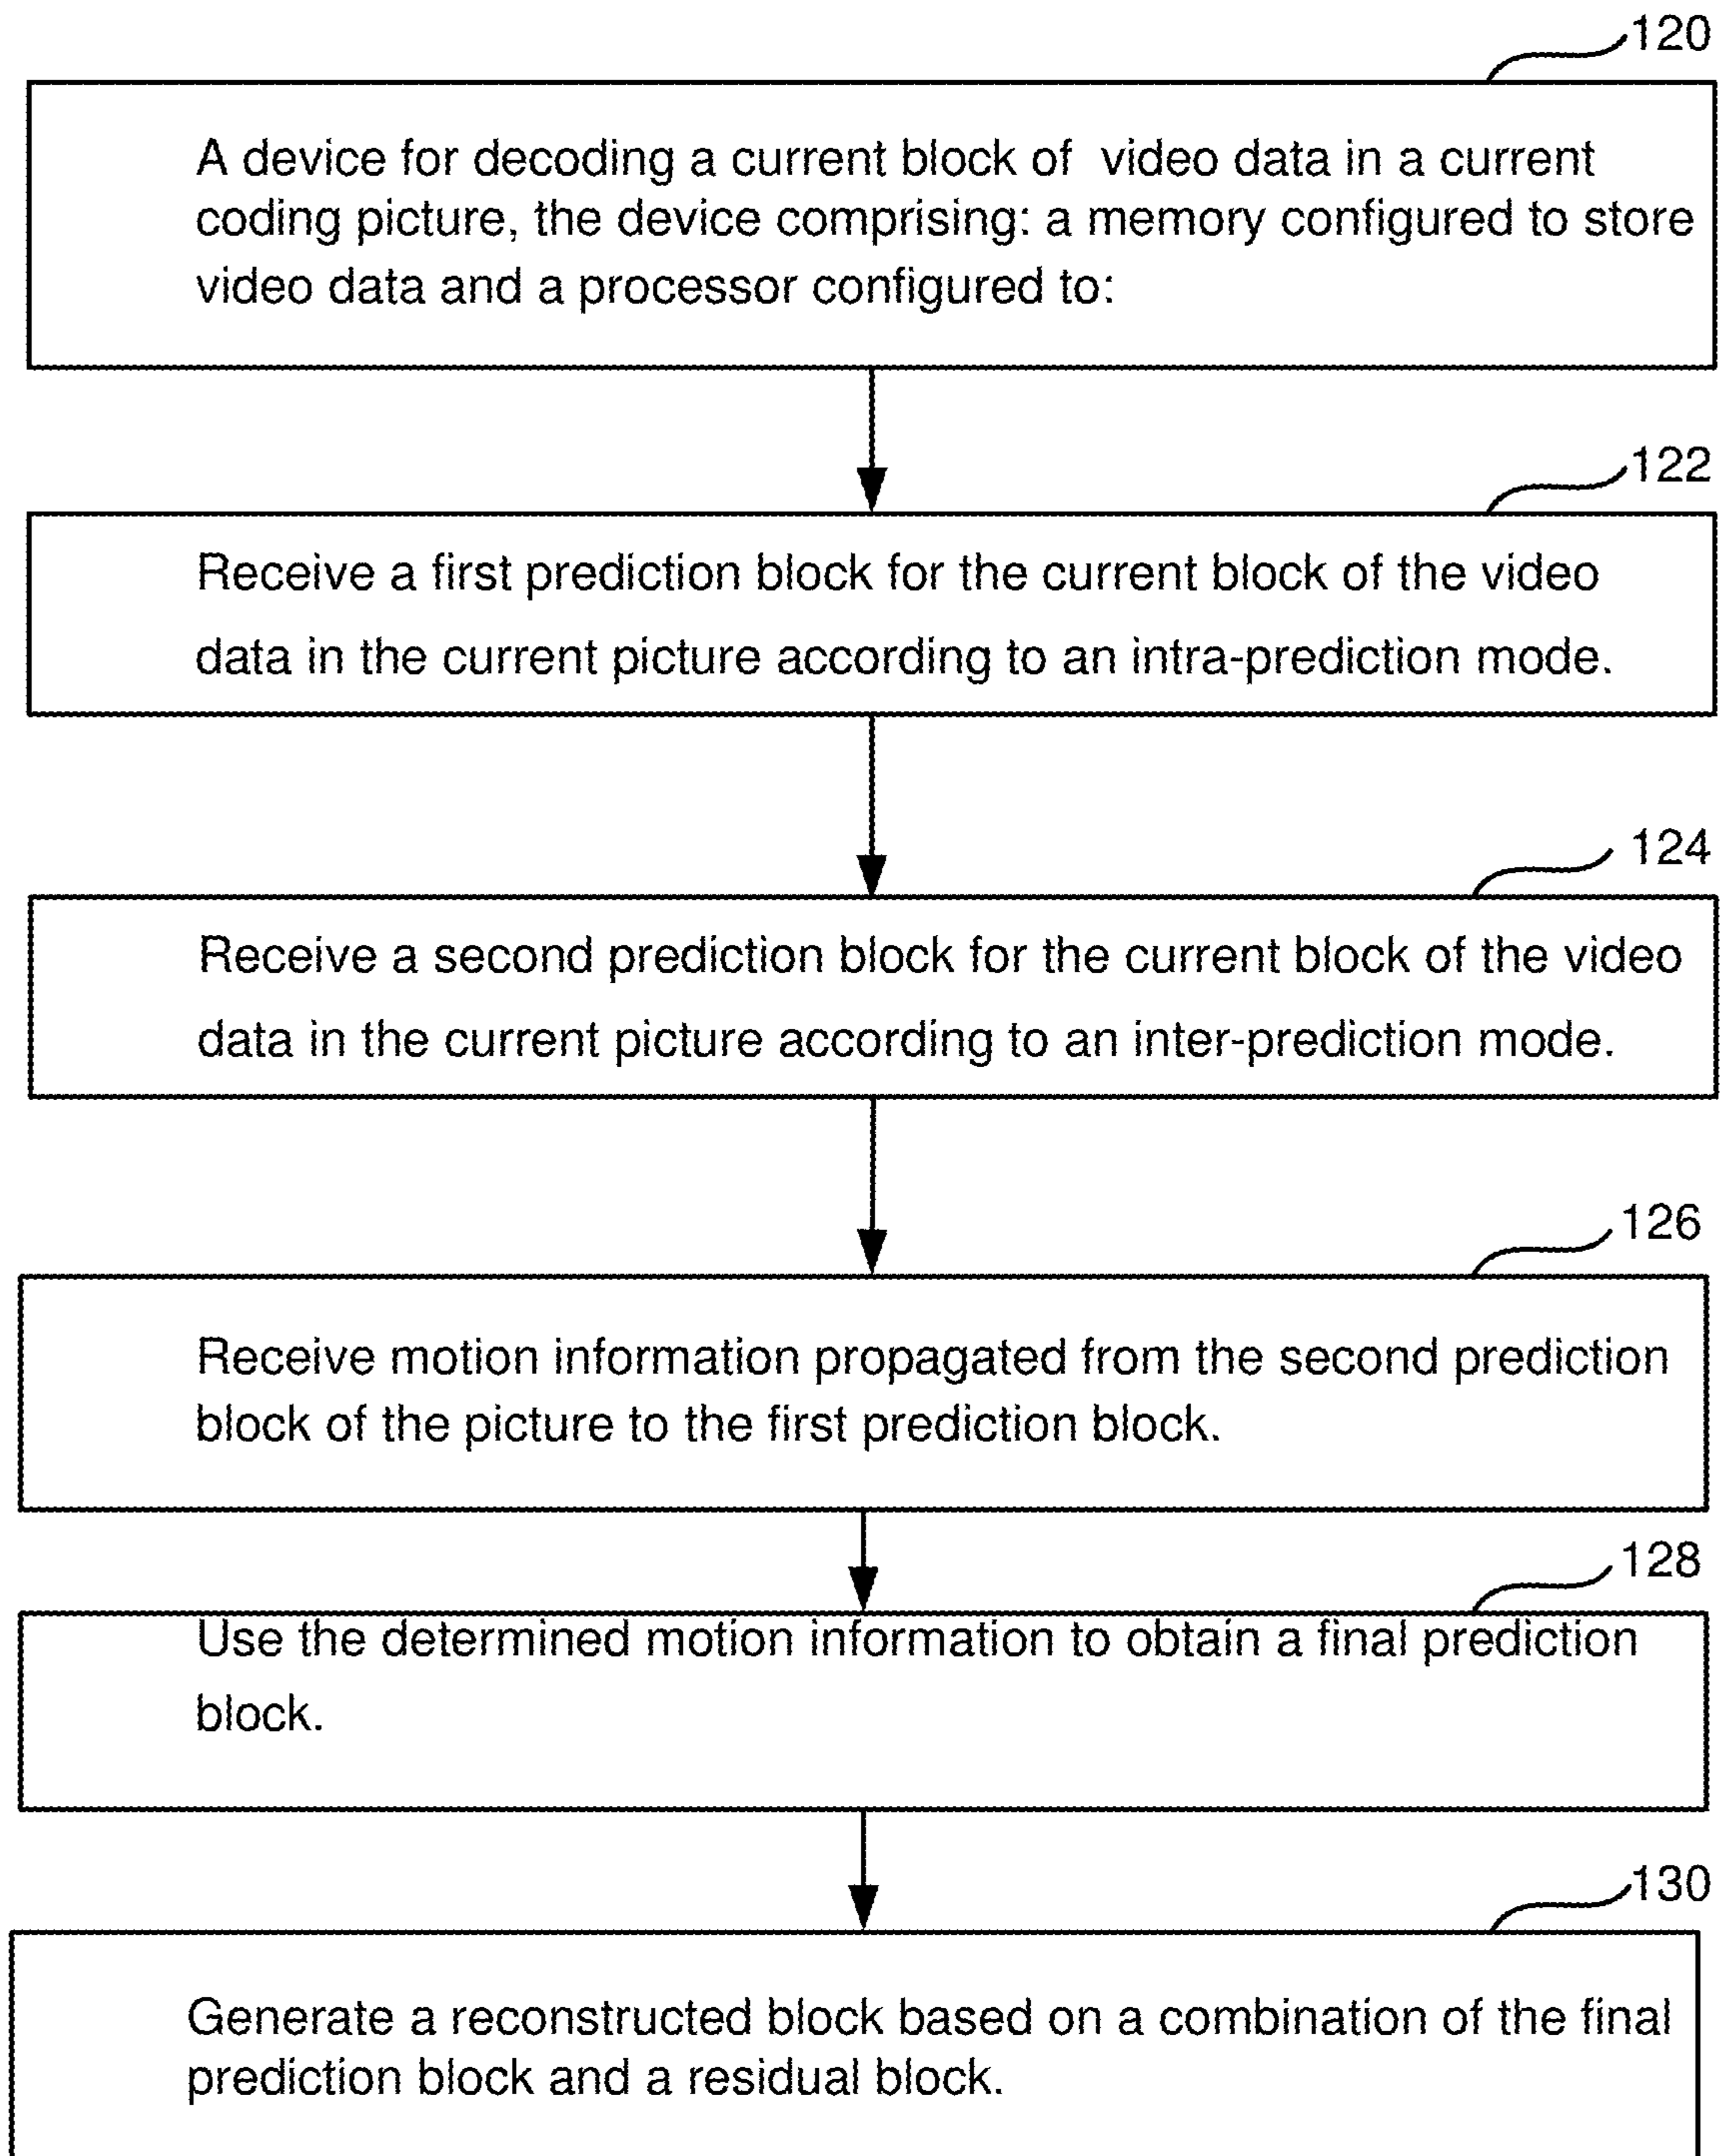 120
A device for decoding a current block of video data in a current
coding picture, the device comprising: a memory configured to store
video data and a processor configured to:
122
Receive a first prediction block for the current block of the video
data in the current picture according to an intra-prediction mode.
124
Receive a second prediction block for the current block of the video
data in the current picture according to an inter-prediction mode.
126
Receive motion information propagated from the second prediction
block of the picture to the first prediction block.
128
Use the determined motion information to obtain a final prediction
block.
130
Generate a reconstructed block based on a combination of the final
prediction block and a residual block.